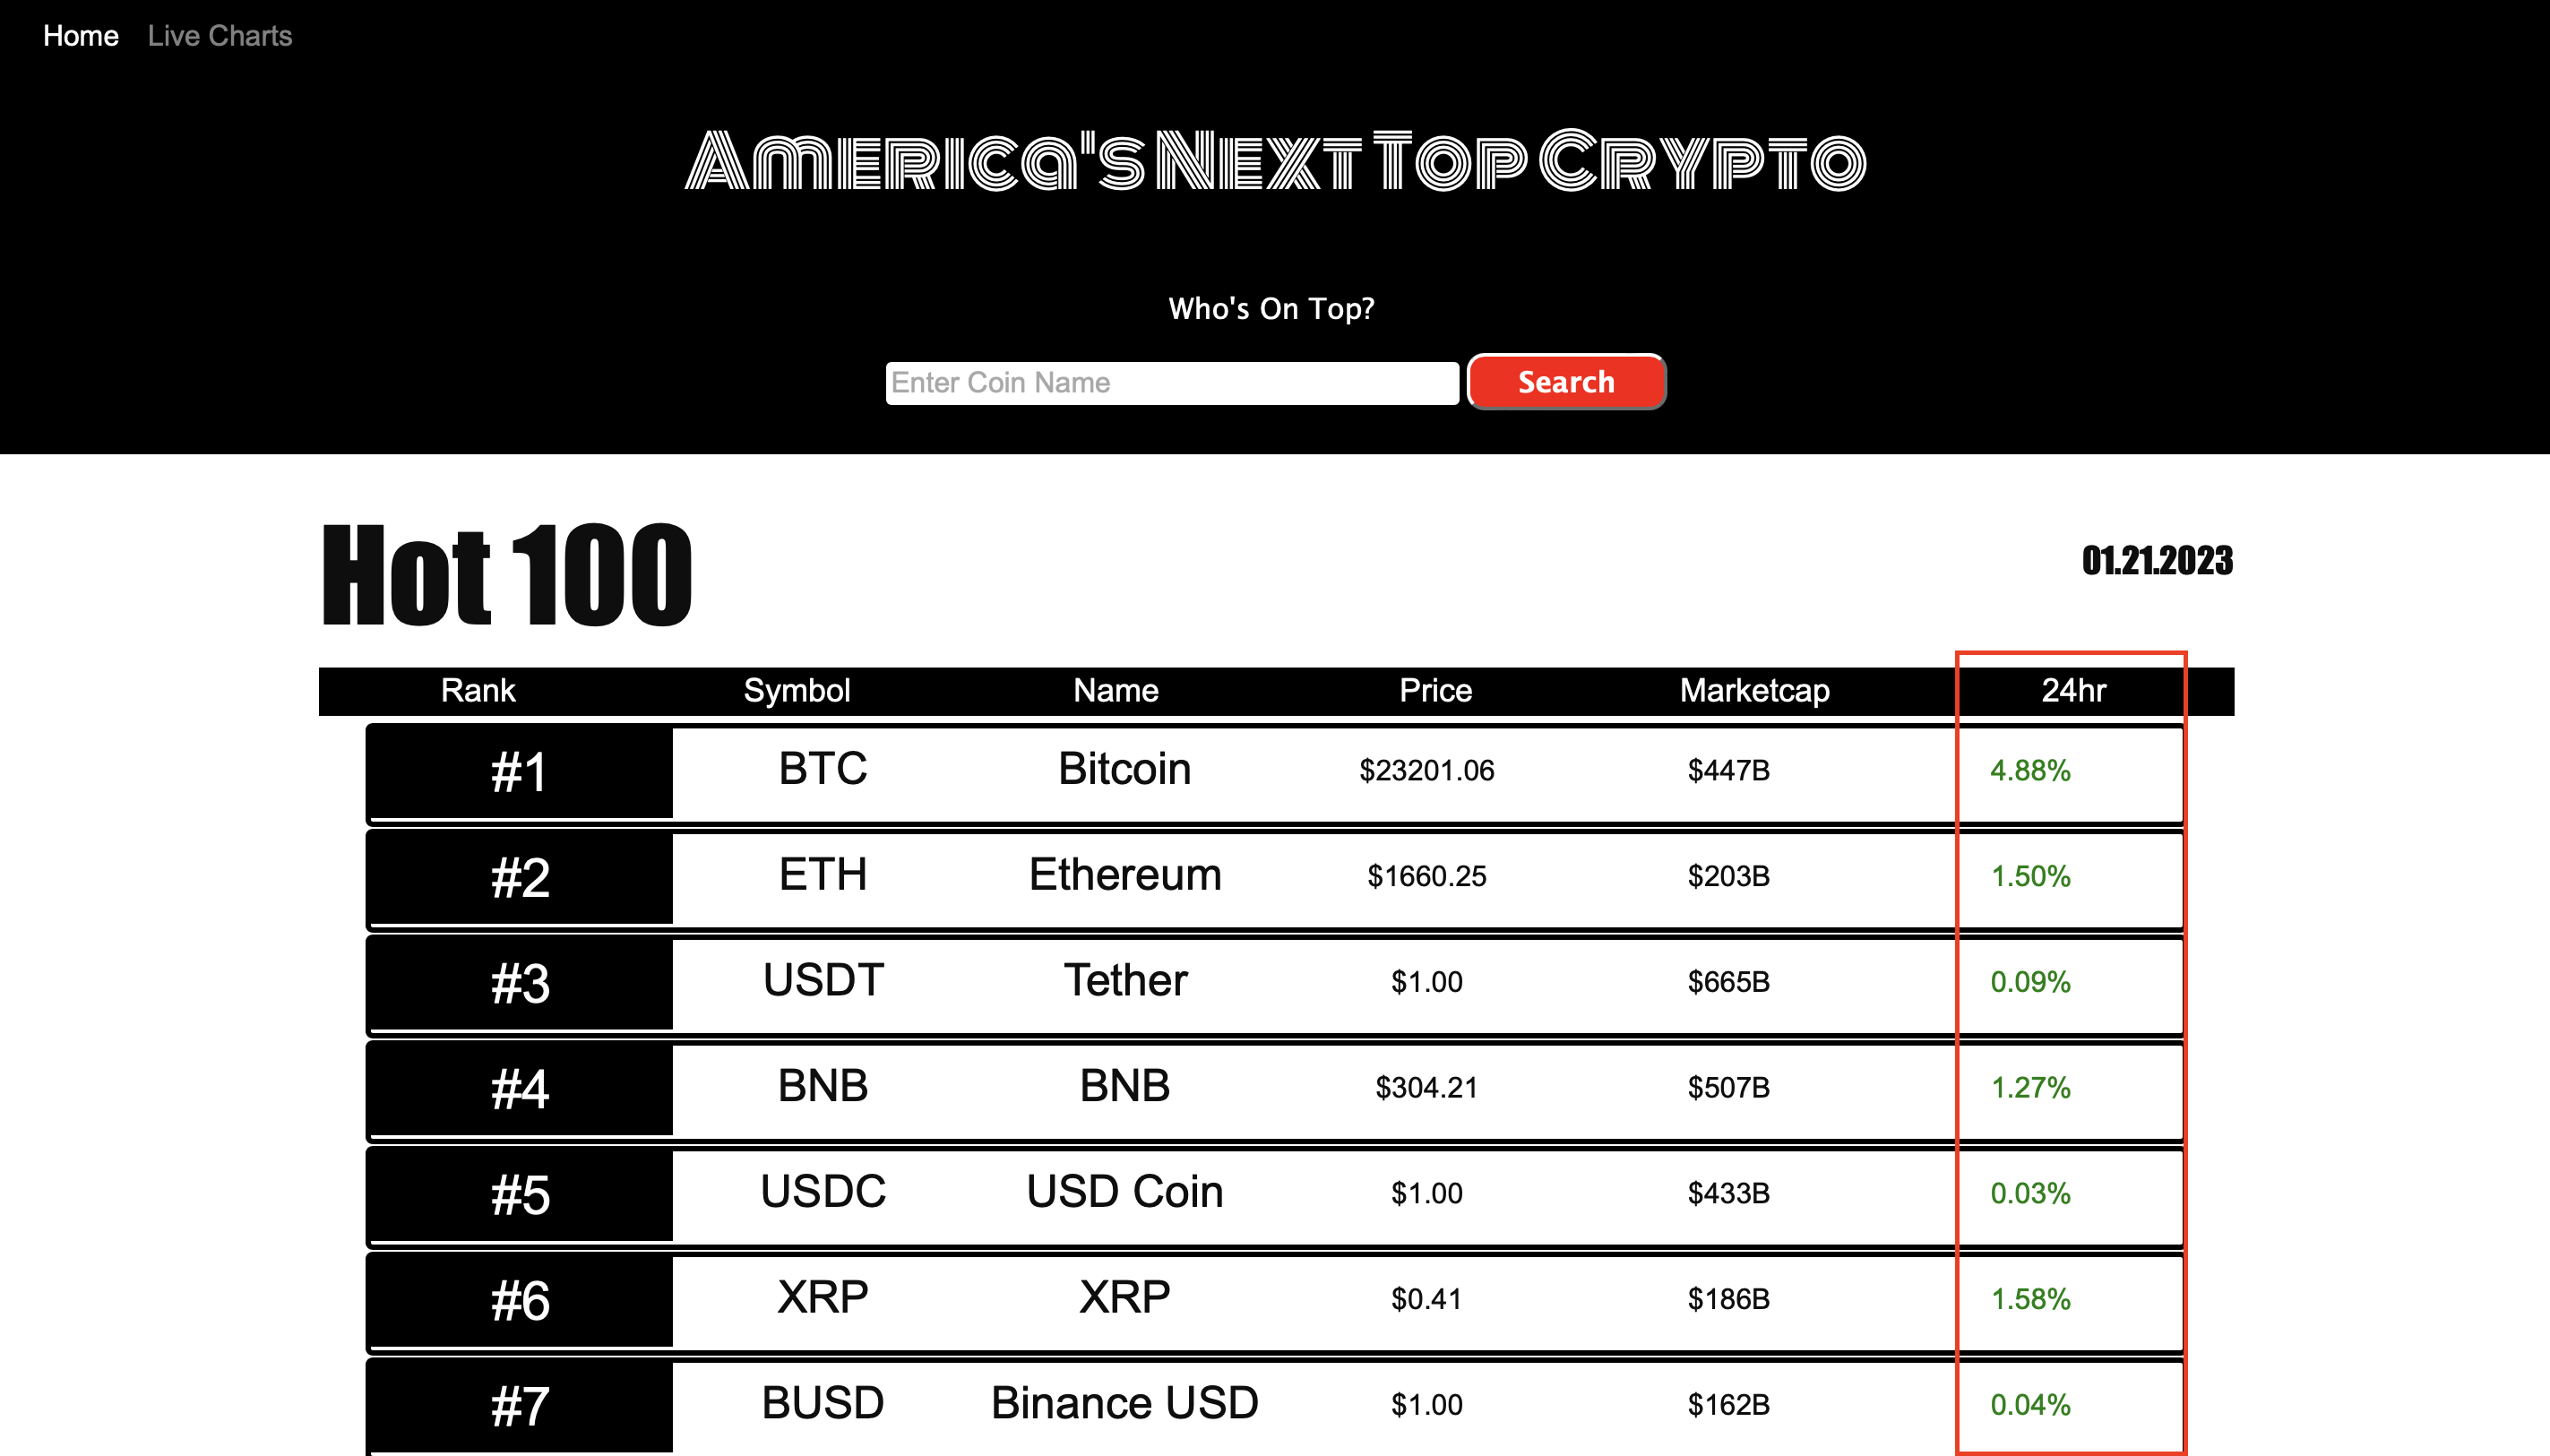 Home Live Charts
America's Next Top Crypto
Who's On Top?
Enter Coin Name Search
Hot 100 01.21.2023
Rank Symbol Name Price Marketcap 24hr
#1 BTC Bitcoin $23201.06 $447B 4.88%
#2 ETH Ethereum $1660.25 $203B 1.50%
#3 USDT Tether $1.00 $665B 0.09%
#4 BNB BNB $304.21 $507B 1.27%
#5 USDC USD Coin $1.00 $433B 0.03%
#6 XRP XRP $0.41 $186B 1.58%
#7 BUSD Binance USD $1.00 $162B 0.04%